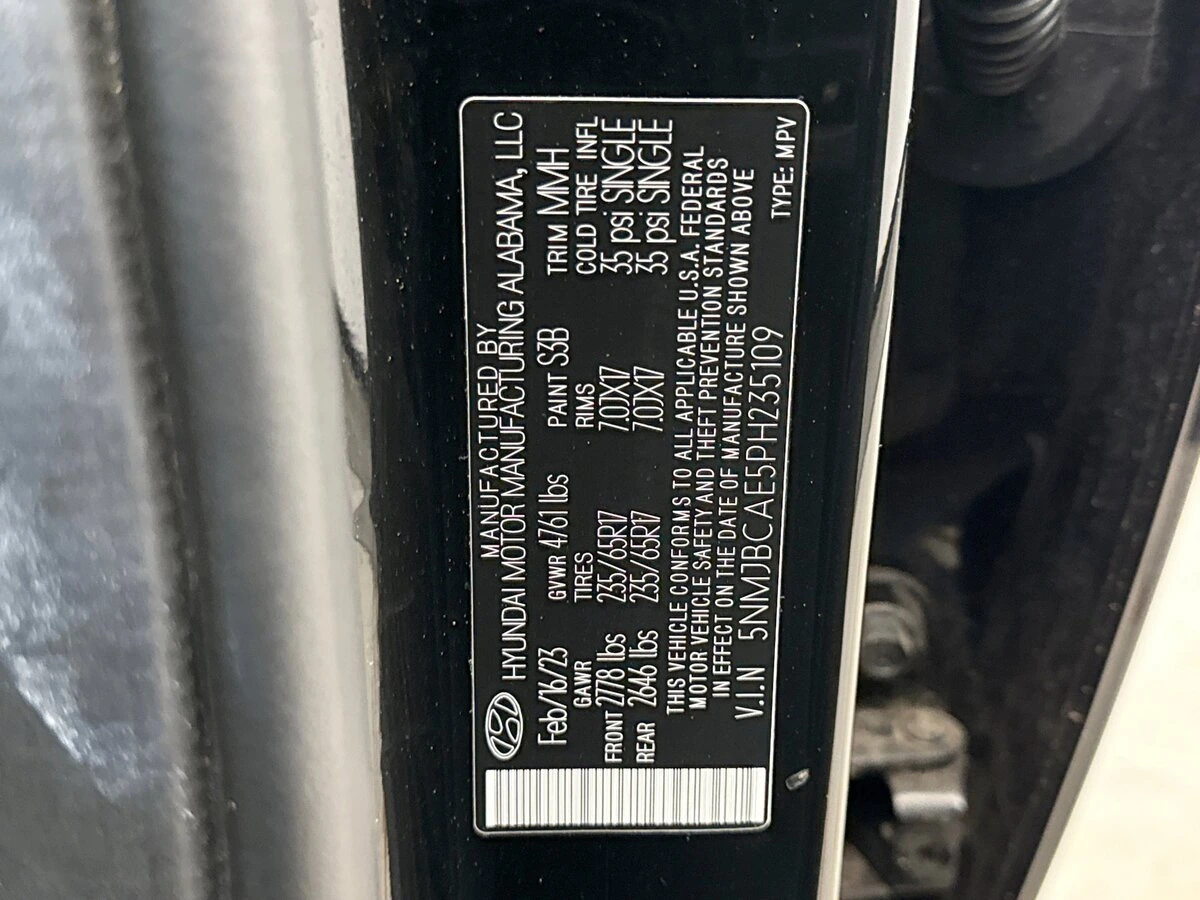 MANUFACTURED BY
HYUNDAI MOTOR MANUFACTURING ALABAMA, LLC
Feb/16/23 GVWR 4761 lbs PAINT S3B TRIM MMH
GAWR TIRES RIMS COLD TIRE INFL
FRONT 2778 lbs 235/65R17 7.0JX17 35 psi SINGLE
REAR 2646 lbs 235/65R17 7.0JX17 35 psi SINGLE
THIS VEHICLE CONFORMS TO ALL APPLICABLE U.S.A. FEDERAL
MOTOR VEHICLE SAFETY AND THEFT PREVENTION STANDARDS
IN EFFECT ON THE DATE OF MANUFACTURE SHOWN ABOVE
V.I.N 5NMJBCAE5PH235109 TYPE: MPV